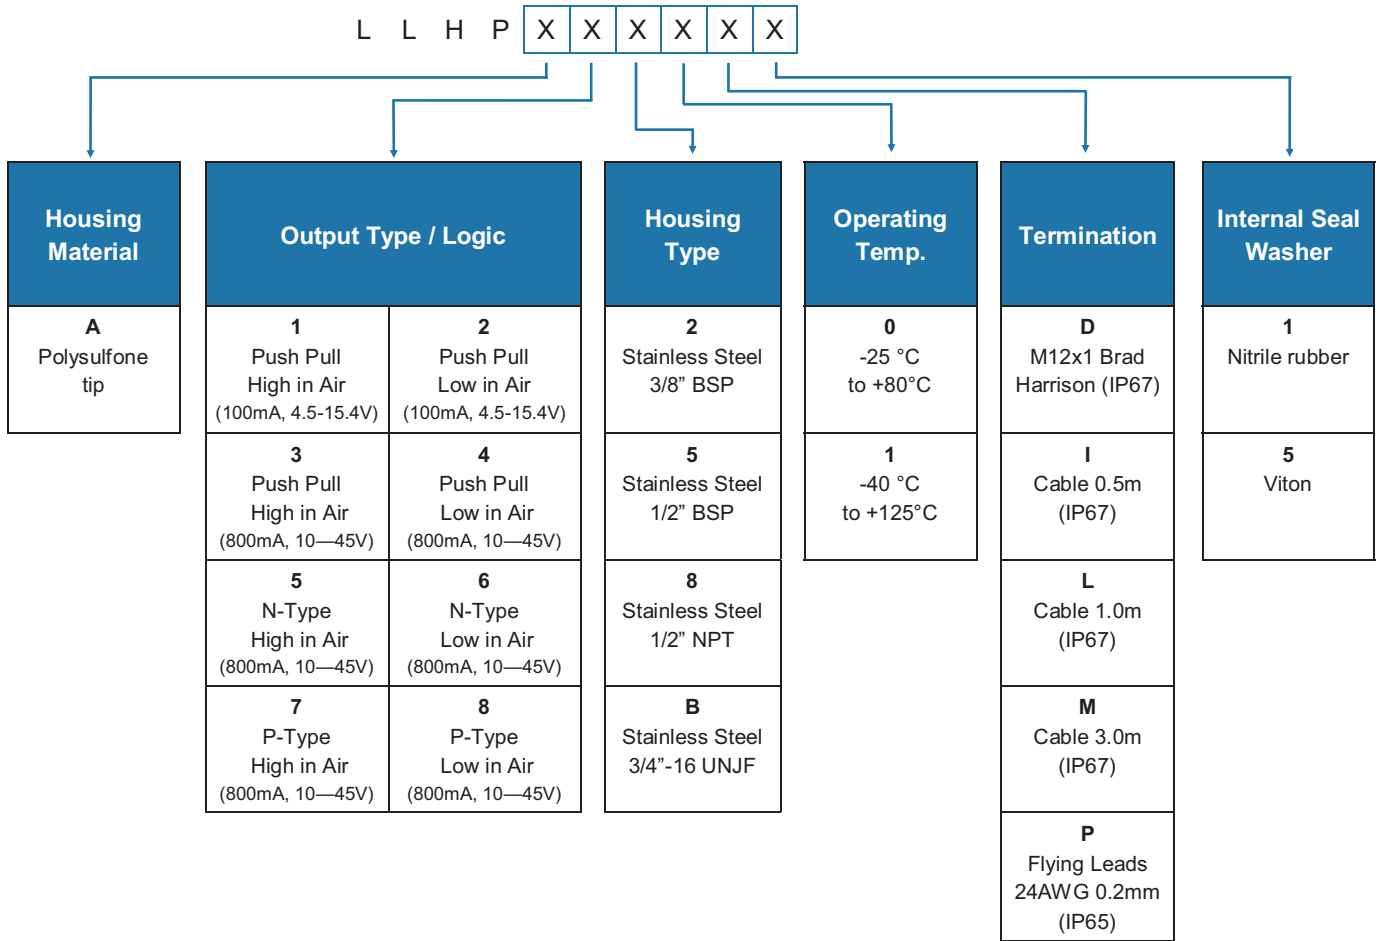 L L H P X X X X X X
Housing
Material
Output Type / Logic
Housing
Type
Operating
Temp.
Termination
Internal Seal
Washer
A
Polysulfone
tip
1
Push Pull
High in Air
(100mA, 4.5-15.4V)
2
Push Pull
Low in Air
(100mA, 4.5-15.4V)
3
Push Pull
High in Air
(800mA, 10—45V)
4
Push Pull
Low in Air
(800mA, 10—45V)
5
N-Type
High in Air
(800mA, 10—45V)
6
N-Type
Low in Air
(800mA, 10—45V)
7
P-Type
High in Air
(800mA, 10—45V)
8
P-Type
Low in Air
(800mA, 10—45V)
2
Stainless Steel
3/8” BSP
5
Stainless Steel
1/2” BSP
8
Stainless Steel
1/2” NPT
B
Stainless Steel
3/4”-16 UNJF
0
-25 °C
to +80°C
1
-40 °C
to +125°C
D
M12x1 Brad
Harrison (IP67)
I
Cable 0.5m
(IP67)
L
Cable 1.0m
(IP67)
M
Cable 3.0m
(IP67)
P
Flying Leads
24AWG 0.2mm
(IP65)
1
Nitrile rubber
5
Viton